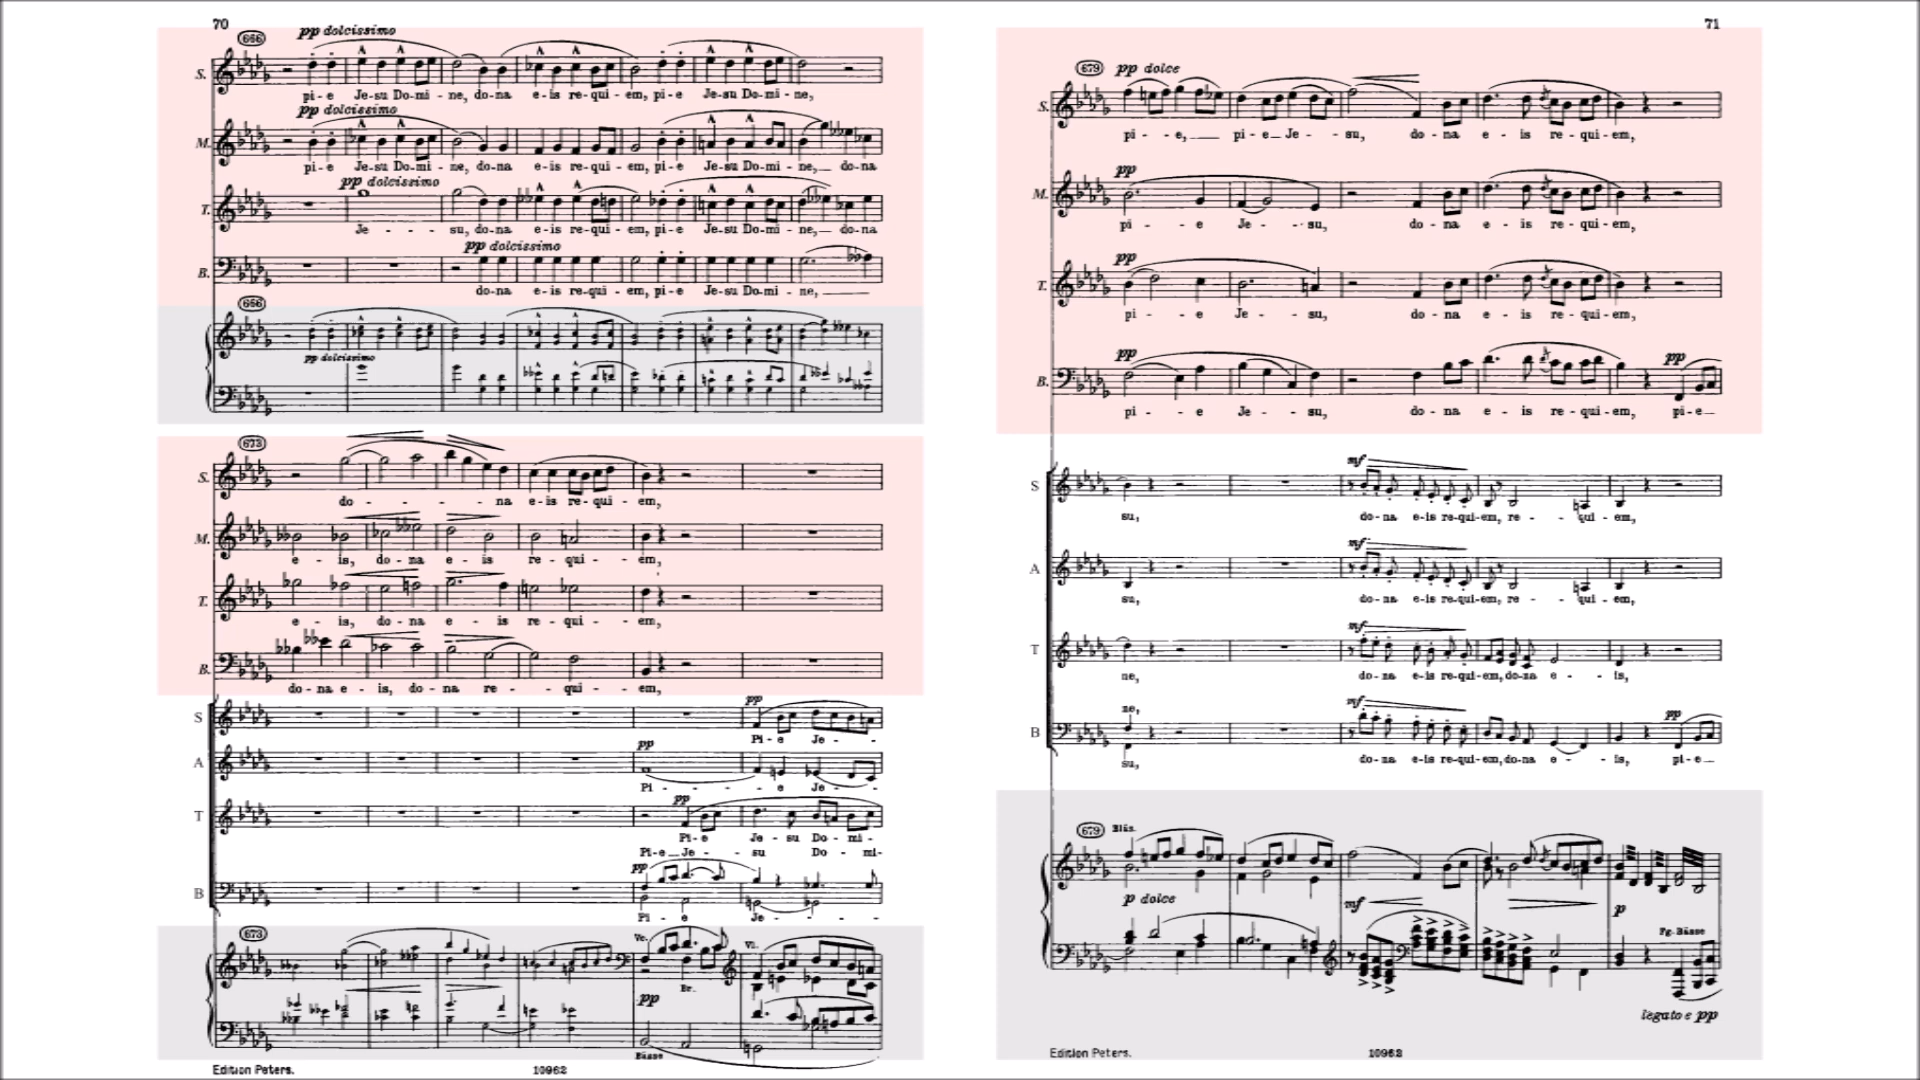 70
666 pp dolcissimo
S.
pi-e Je-su Do-mi - ne, do-na e-is re-qui - em, pi-e Je-su Do-mi - ne,
pp dolcissimo
M.
pi-e Je-su Do-mi - ne, do-na e-is re-qui - em, pi-e Je-su Do-mi - ne,— do-na
pp dolcissimo
T.
Je - - - su, do-na e-is re-qui - em, pi-e Je-su Do-mi - ne,— do-na
pp dolcissimo
B.
do-na e-is re-qui - em, pi-e Je-su Do-mi - ne,
666
pp dolcissimo
673
S.
do - - - - na e-is re-qui - em,
M.
e - is, do - na e - is re - qui - em,
T.
e - is, do - na e - is re - qui - em,
B.
do-na e - is, do - na re - - qui - em,
pp
S
Pi-e Je - -
pp
A
Pi - - - e Je - -
pp
T
Pi-e Je - su Do - mi-
Pi-e Je - su Do - mi-
pp
B
Pi - e Je - - -
673 Vc. Vl.
Br.
pp
Bässe
Edition Peters. 10962
71
679 pp dolce
S.
pi - e, pi - e Je - su, do - na e - is re - qui - em,
pp
M.
pi - e Je - su, do - na e - is re - qui - em,
pp
T.
pi - e Je - su, do - na e - is re - qui - em,
pp pp
B.
pi - e Je - su, do - na e - is re - qui - em, pi-e
mf
S
su, do-na e-is re-qui-em, re - - qui - em,
mf
A
su, do-na e-is re-qui-em, re - - qui - em,
mf
T
ne, do-na e-is re-qui-em, do-na e - - is,
mf
ne, pp
B
su, do-na e-is re-qui-em, do-na e - - is, pi-e
679 Bläs.
p dolce mf p
Fg. Bässe
legato e pp
Edition Peters. 10962